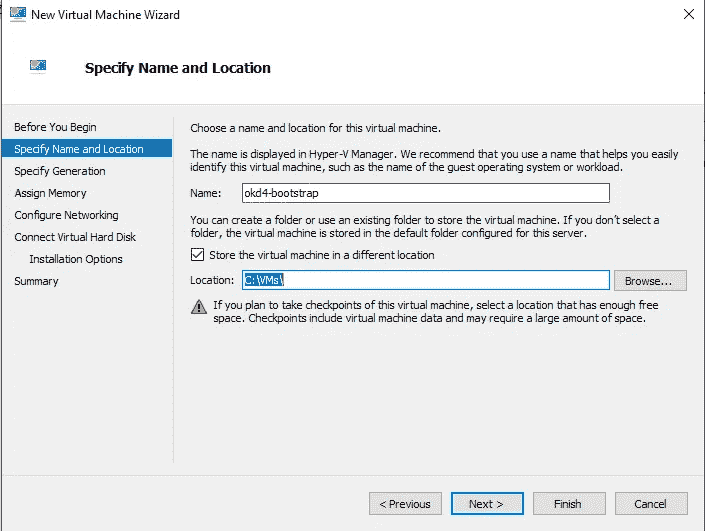 New Virtual Machine Wizard
Specify Name and Location
Before You Begin
Specify Name and Location
Specify Generation
Assign Memory
Configure Networking
Connect Virtual Hard Disk
Installation Options
Summary
Choose a name and location for this virtual machine.
The name is displayed in Hyper-V Manager. We recommend that you use a name that helps you easily
identify this virtual machine, such as the name of the guest operating system or workload.
Name: okd4-bootstrap
You can create a folder or use an existing folder to store the virtual machine. If you don't select a
folder, the virtual machine is stored in the default folder configured for this server.
Store the virtual machine in a different location
Location: C:\VMs\ Browse...
If you plan to take checkpoints of this virtual machine, select a location that has enough free
space. Checkpoints include virtual machine data and may require a large amount of space.
< Previous Next > Finish Cancel